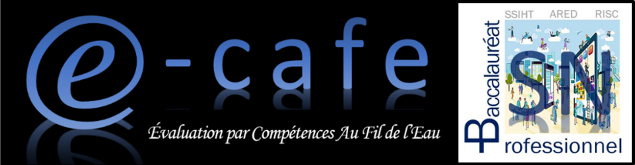 @-cafe
Évaluation par Compétences Au Fil de l'Eau
SSIHT ARED RISC
Baccalauréat
SN
Professionnel